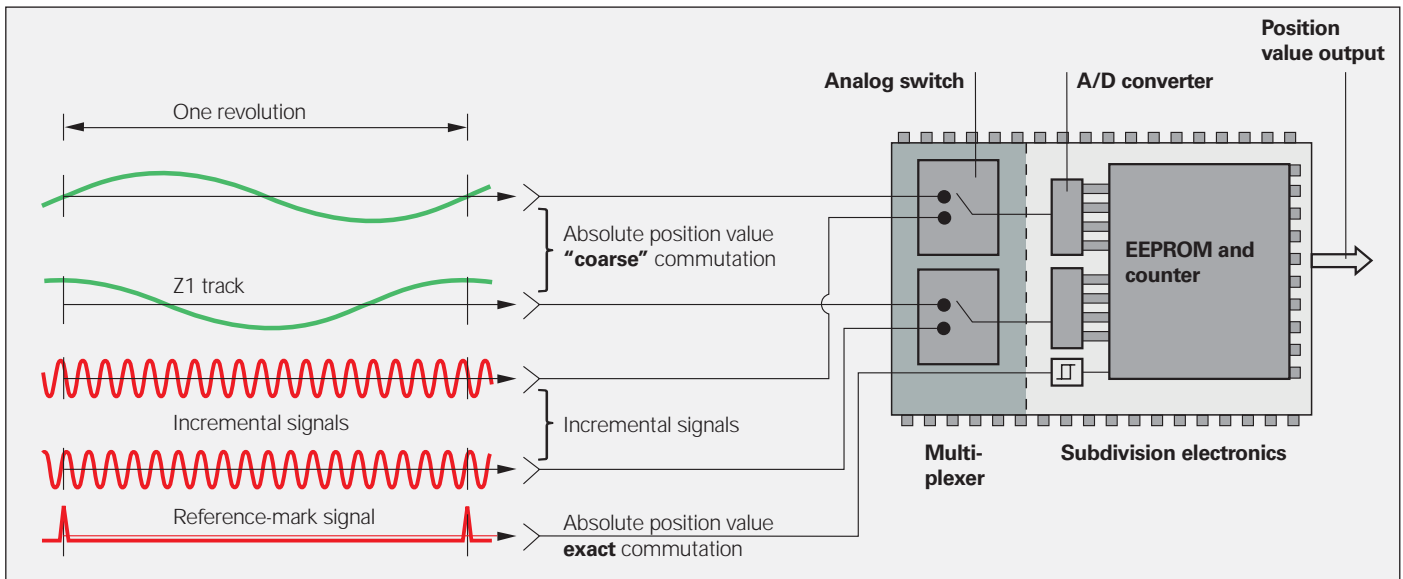 Position
value output
Analog switch
A/D converter
One revolution
Absolute position value
“coarse” commutation
EEPROM and
counter
Z1 track
Incremental signals
Incremental signals
Multi-
plexer
Subdivision electronics
Reference-mark signal
Absolute position value
exact commutation